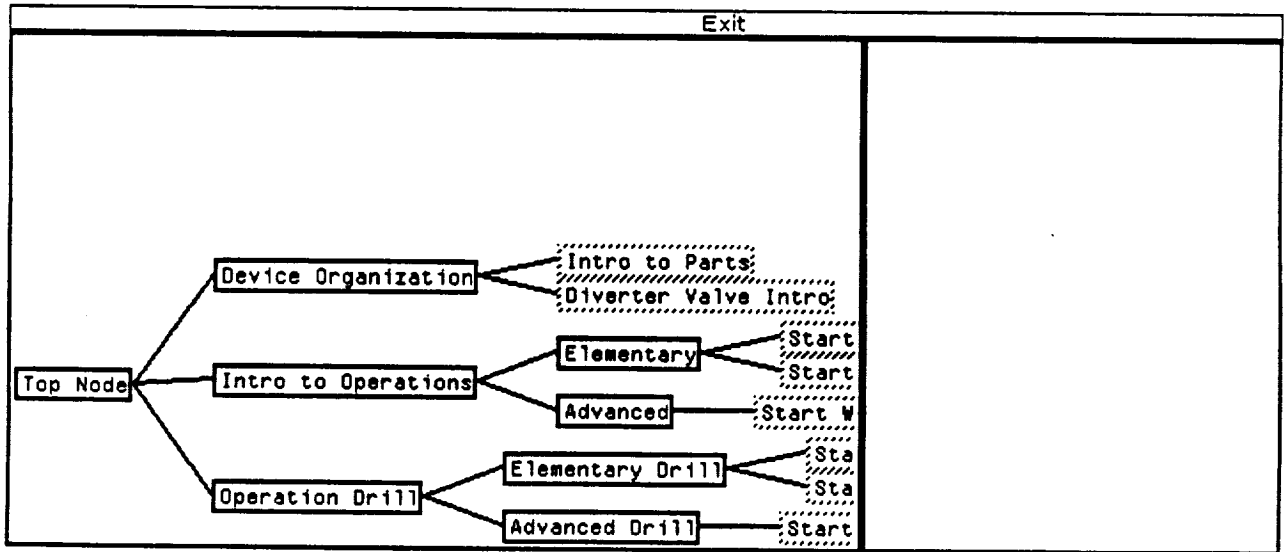 Exit
Intro to Parts
Device Organization
Diverter Valve Intro
Start
Elementary
Start
Top Node
Intro to Operations
Advanced
Start W
Sta
Elementary Drill
Sta
Operation Drill
Advanced Drill
Start